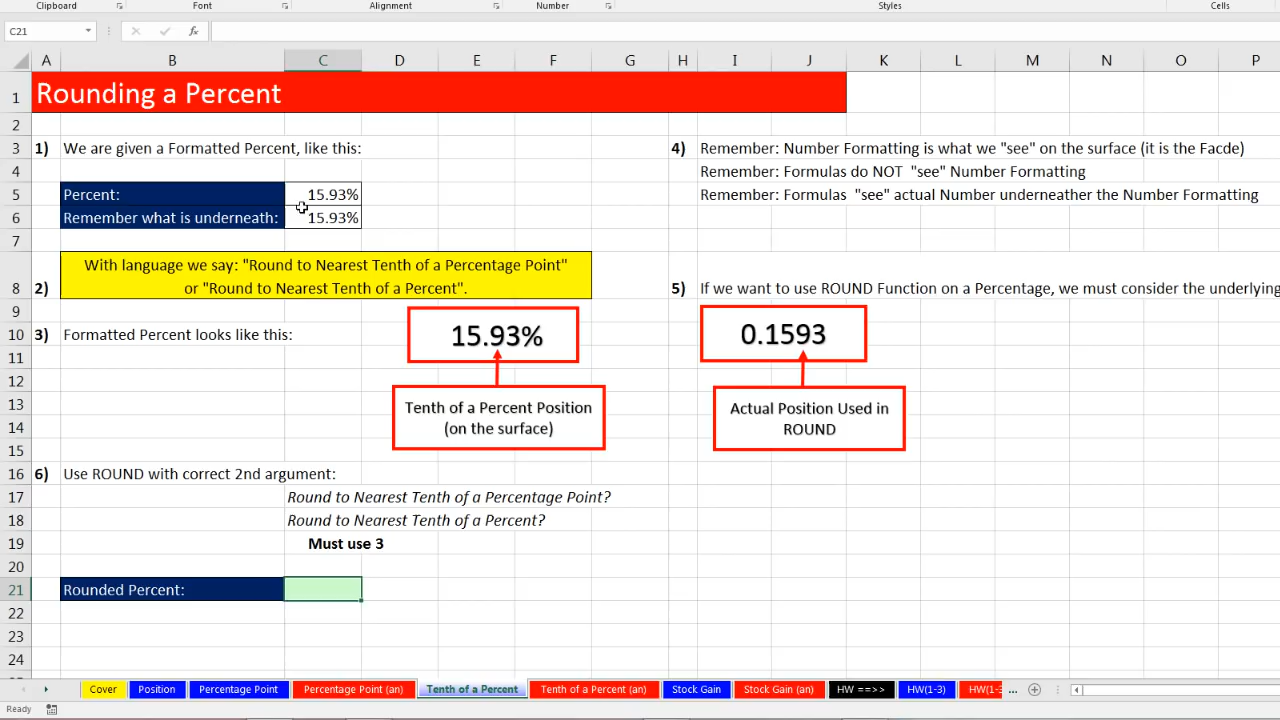 Clipboard
Font
Alignment
Number
Styles
Cells
C21
fx
A B C D E F G H I J K L M N O P
1 Rounding a Percent
2
3 1) We are given a Formatted Percent, like this: 4) Remember: Number Formatting is what we "see" on the surface (it is the Facde)
4 Remember: Formulas do NOT "see" Number Formatting
5 Percent: 15.93% Remember: Formulas "see" actual Number underneather the Number Formatting
6 Remember what is underneath: 15.93%
7
With language we say: "Round to Nearest Tenth of a Percentage Point"
8 2) or "Round to Nearest Tenth of a Percent". 5) If we want to use ROUND Function on a Percentage, we must consider the underlying
9
10 3) Formatted Percent looks like this: 15.93% 0.1593
11
12
13 Tenth of a Percent Position Actual Position Used in
14 (on the surface) ROUND
15
16 6) Use ROUND with correct 2nd argument:
17 Round to Nearest Tenth of a Percentage Point?
18 Round to Nearest Tenth of a Percent?
19 Must use 3
20
21 Rounded Percent:
22
23
24
Cover Position Percentage Point Percentage Point (an) Tenth of a Percent Tenth of a Percent (an) Stock Gain Stock Gain (an) HW ==>> HW(1-3) HW(1-3 ...
Ready